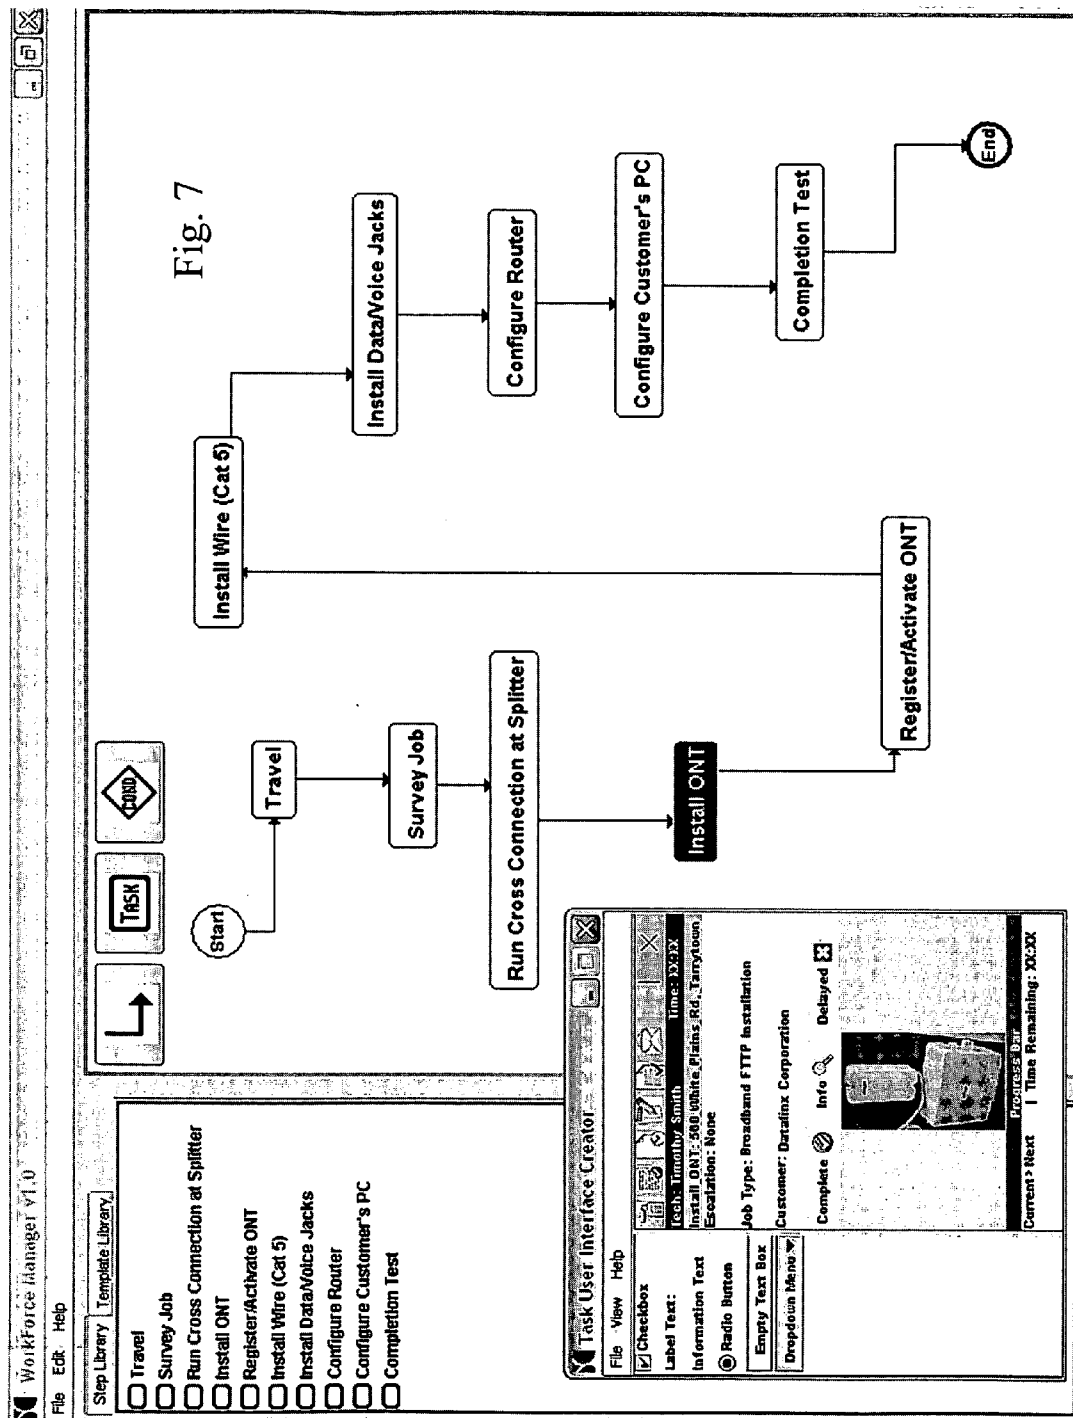 WorkForce Manager v1.0
File Edit Help
Step Library Template Library
Travel
Survey Job
Run Cross Connection at Splitter
Install ONT
Register/Activate ONT
Install Wire (Cat 5)
Install Data/Voice Jacks
Configure Router
Configure Customer's PC
Completion Test
TASK
COND
Fig. 7
Start
Travel
Survey Job
Run Cross Connection at Splitter
Install ONT
Register/Activate ONT
Install Wire (Cat 5)
Install Data/Voice Jacks
Configure Router
Configure Customer's PC
Completion Test
End
Task User Interface Creator
File View Help
Checkbox
Label Text:
Information Text
Radio Button
Empty Text Box
Dropdown Menu
Tech: Timothy Smith Time: XX:XX
Install ONT: 500 White Plains Rd. Tarrytown
Escalation: None
Job Type: Broadband FTTP Installation
Customer: Datalinx Corporation
Complete Info Delayed
Progress Bar
Current > Next | Time Remaining: XX:XX